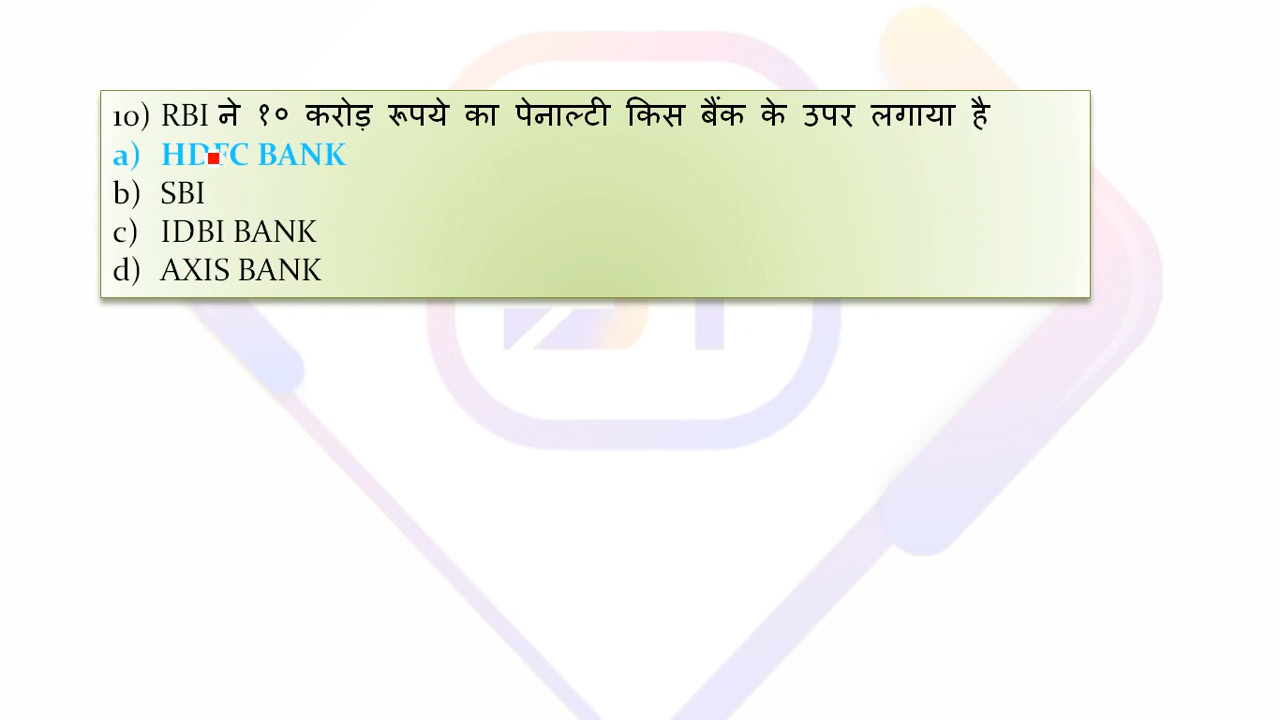 10) RBI ने १० करोड़ रूपये का पेनाल्टी किस बैंक के उपर लगाया है
a) HDFC BANK
b) SBI
c) IDBI BANK
d) AXIS BANK